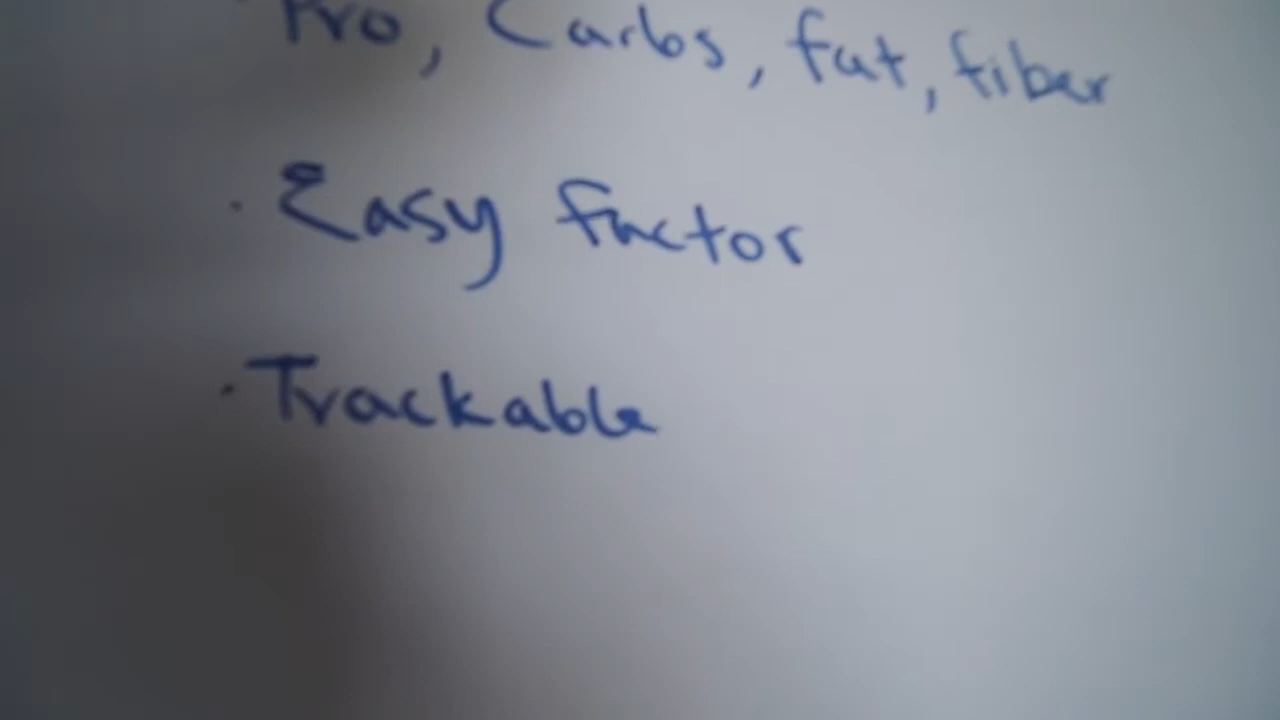 Pro, Carbs, fat, fiber
· Easy factor
· Trackable